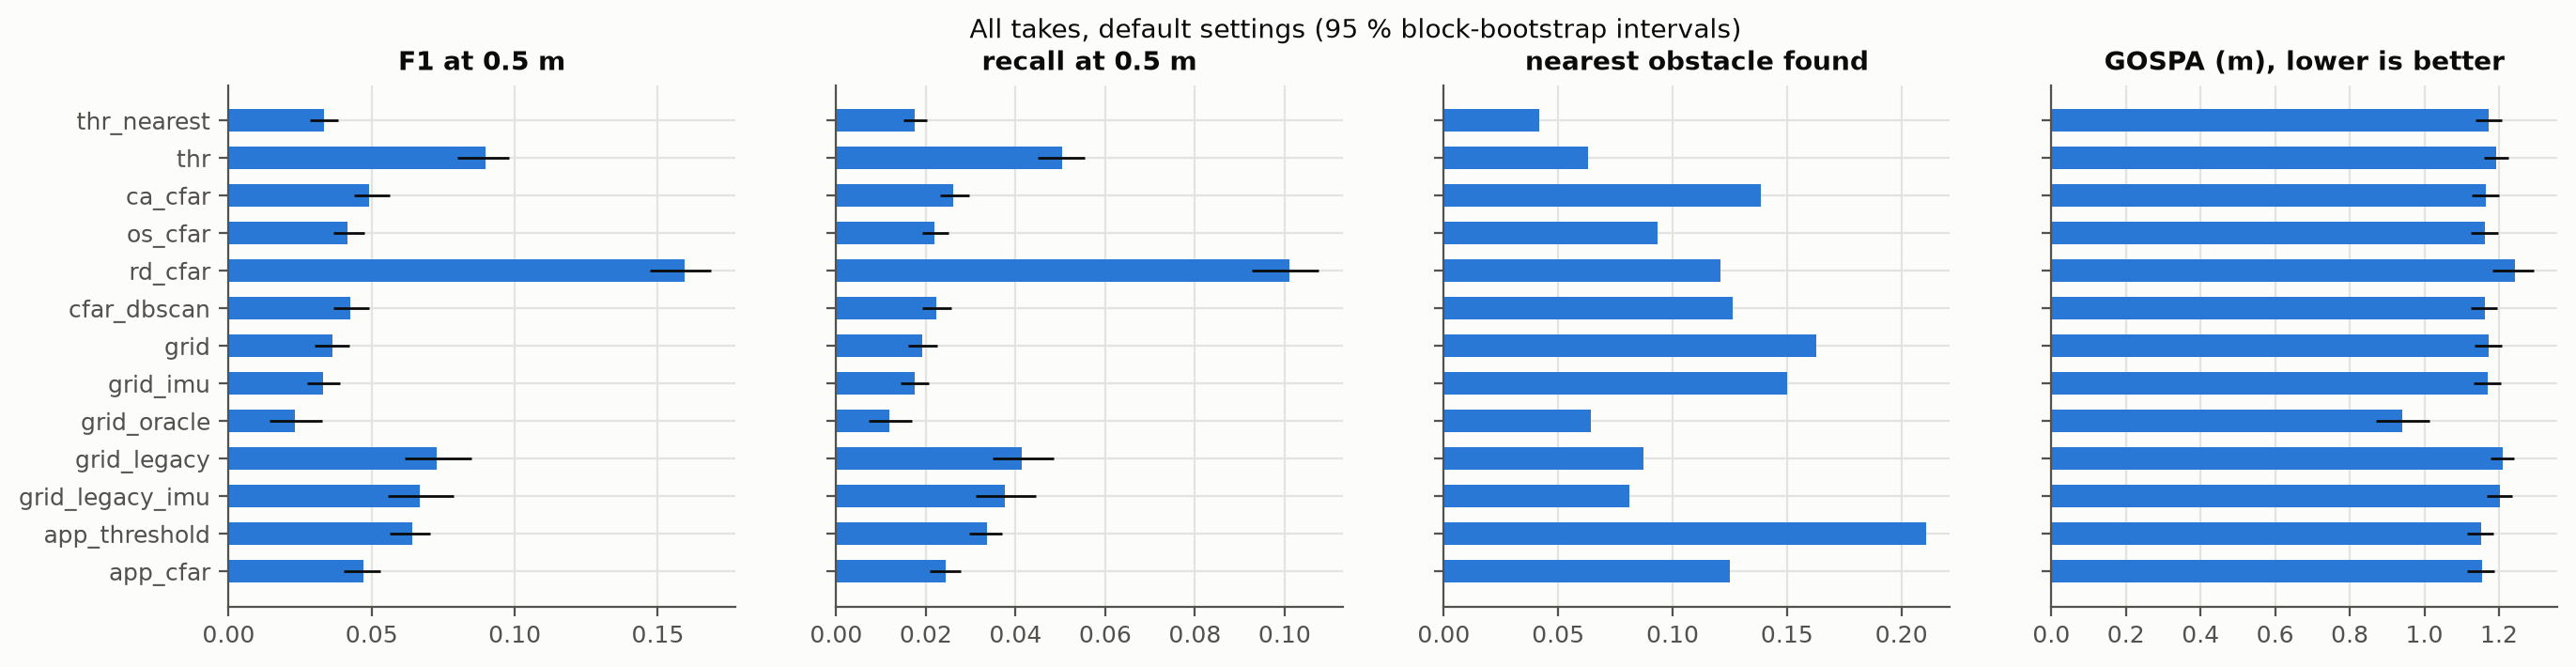 All takes, default settings (95 % block-bootstrap intervals)
F1 at 0.5 m
recall at 0.5 m
nearest obstacle found
GOSPA (m), lower is better
thr_nearest
thr
ca_cfar
os_cfar
rd_cfar
cfar_dbscan
grid
grid_imu
grid_oracle
grid_legacy
grid_legacy_imu
app_threshold
app_cfar
0.00 0.05 0.10 0.15
0.00 0.02 0.04 0.06 0.08 0.10
0.00 0.05 0.10 0.15 0.20
0.0 0.2 0.4 0.6 0.8 1.0 1.2